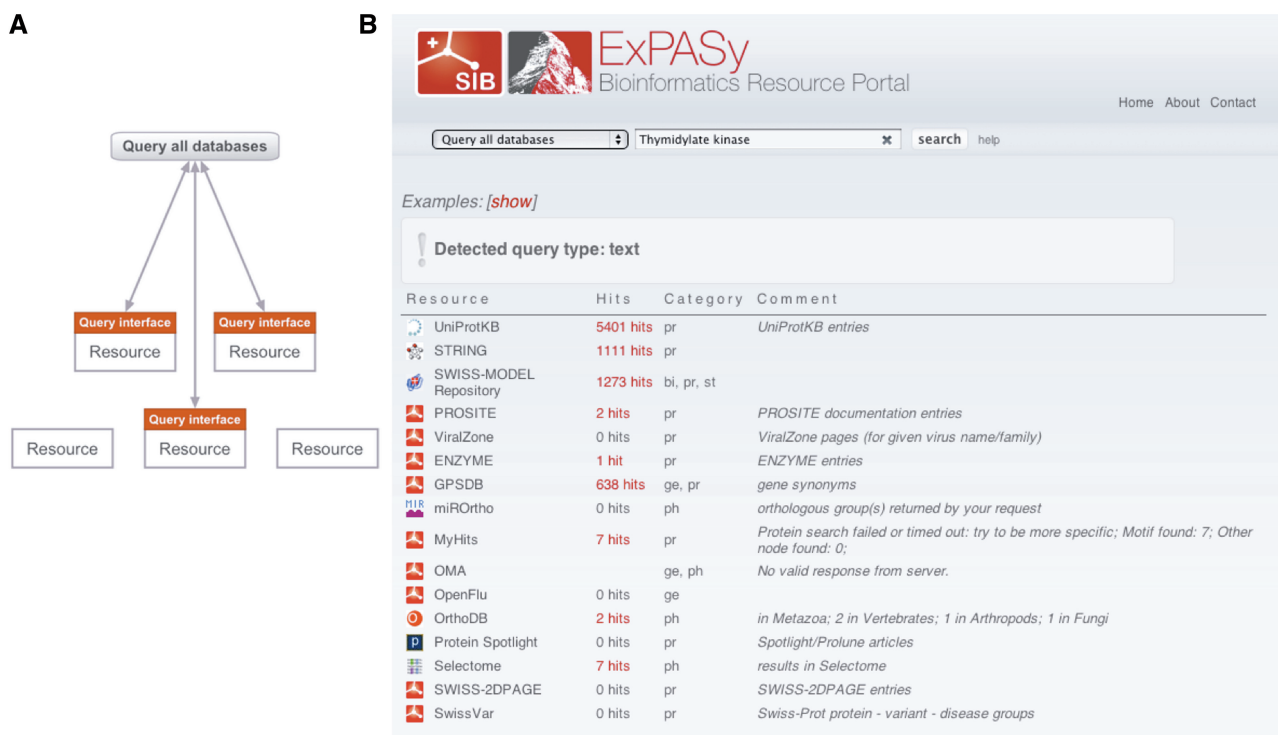 A
Query all databases
Query interface
Resource
Query interface
Resource
Query interface
Resource
Resource
Resource
B
SIB
ExPASy
Bioinformatics Resource Portal
Home About Contact
Query all databases Thymidylate kinase search help
Examples: [show]
Detected query type: text
Resource Hits Category Comment
UniProtKB 5401 hits pr UniProtKB entries
STRING 1111 hits pr
SWISS-MODEL
Repository 1273 hits bi, pr, st
PROSITE 2 hits pr PROSITE documentation entries
ViralZone 0 hits pr ViralZone pages (for given virus name/family)
ENZYME 1 hit pr ENZYME entries
GPSDB 638 hits ge, pr gene synonyms
MIR miROrtho 0 hits ph orthologous group(s) returned by your request
MyHits 7 hits pr Protein search failed or timed out: try to be more specific; Motif found: 7; Other
node found: 0;
OMA ge, ph No valid response from server.
OpenFlu 0 hits ge
OrthoDB 2 hits ph in Metazoa; 2 in Vertebrates; 1 in Arthropods; 1 in Fungi
P Protein Spotlight 0 hits pr Spotlight/Prolune articles
Selectome 7 hits ph results in Selectome
SWISS-2DPAGE 0 hits pr SWISS-2DPAGE entries
SwissVar 0 hits pr Swiss-Prot protein - variant - disease groups